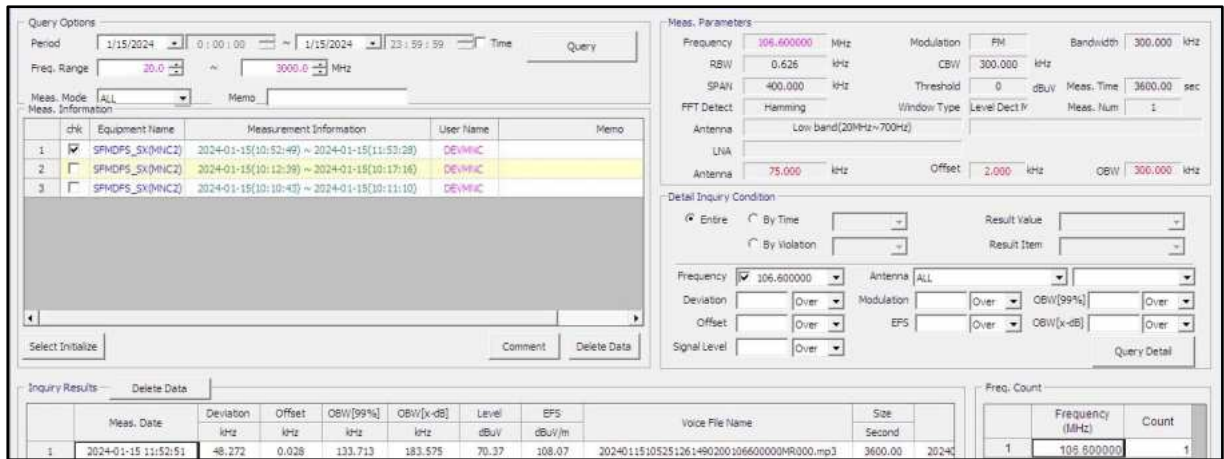 Query Options
Period 1/15/2024 0:00:00 ~ 1/15/2024 23:59:59 Time Query
Freq. Range 20.0 ~ 3000.0 MHz
Meas. Mode ALL Memo
Meas. Information
chk Equipment Name Measurement Information User Name Memo
1 SFMDFS_SX(MNC2) 2024-01-15(10:52:49) ~ 2024-01-15(11:53:28) DEVMNC
2 SFMDFS_SX(MNC2) 2024-01-15(10:12:39) ~ 2024-01-15(10:17:16) DEVMNC
3 SFMDFS_SX(MNC2) 2024-01-15(10:10:43) ~ 2024-01-15(10:11:10) DEVMNC
Select Initialize Comment Delete Data
Meas. Parameters
Frequency 106.600000 MHz Modulation FM Bandwidth 300.000 kHz
RBW 0.626 kHz CBW 300.000 kHz
SPAN 400.000 kHz Threshold 0 dBuV Meas. Time 3600.00 sec
FFT Detect Hamming Window Type Level Dect M Meas. Num 1
Antenna Low band(20MHz~700Hz)
LNA
Antenna 75.000 kHz Offset 2.000 kHz OBW 300.000 kHz
Detail Inquiry Condition
Entire By Time Result Value
By Violation Result Item
Frequency 106.600000 Antenna ALL
Deviation Over Modulation Over OBW[99%] Over
Offset Over EFS Over OBW[x-dB] Over
Signal Level Over Query Detail
Inquiry Results Delete Data
Meas. Date Deviation Offset OBW[99%] OBW[x-dB] Level EFS Voice File Name Size
kHz kHz kHz kHz dBuV dBuV/m Second
1 2024-01-15 11:52:51 48.272 0.028 133.713 183.575 70.37 108.07 20240115105251261490200106600000MR000.mp3 3600.00
Freq. Count
Frequency (MHz) Count
1 106.600000 1